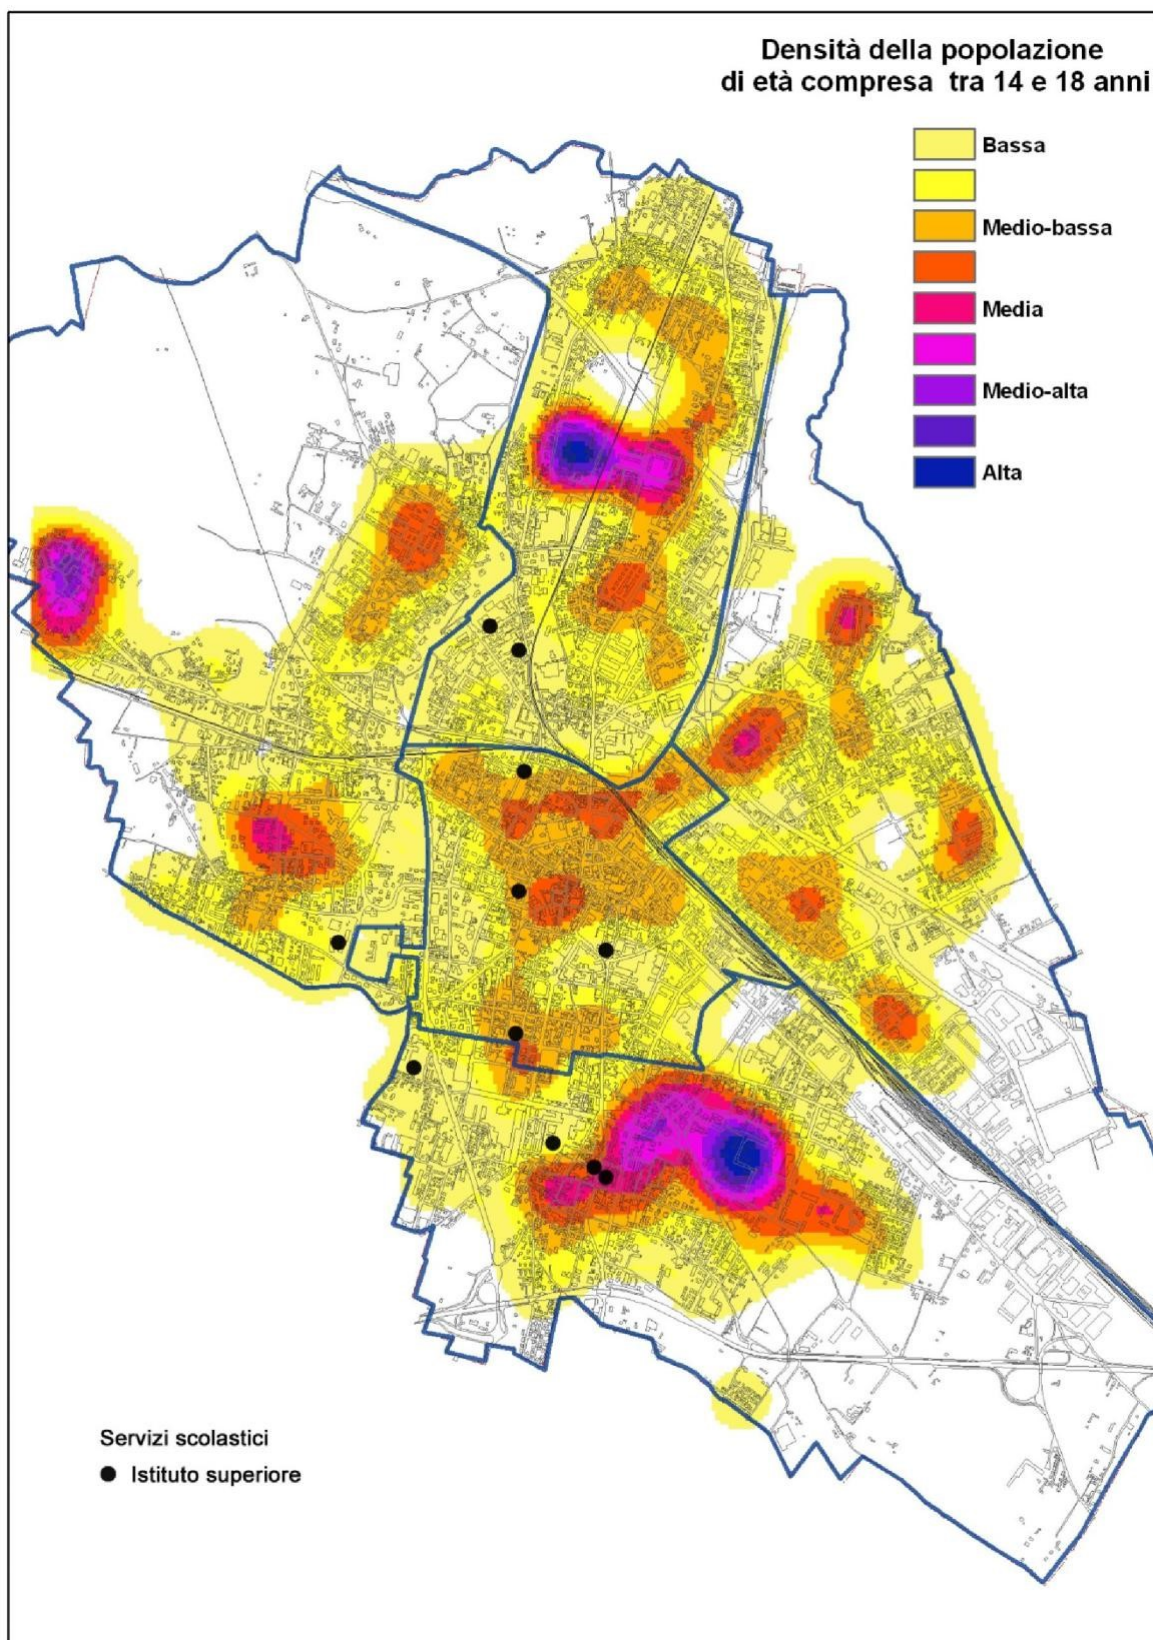 Densità della popolazione
di età compresa tra 14 e 18 anni
Bassa
Medio-bassa
Media
Medio-alta
Alta
Servizi scolastici
Istituto superiore